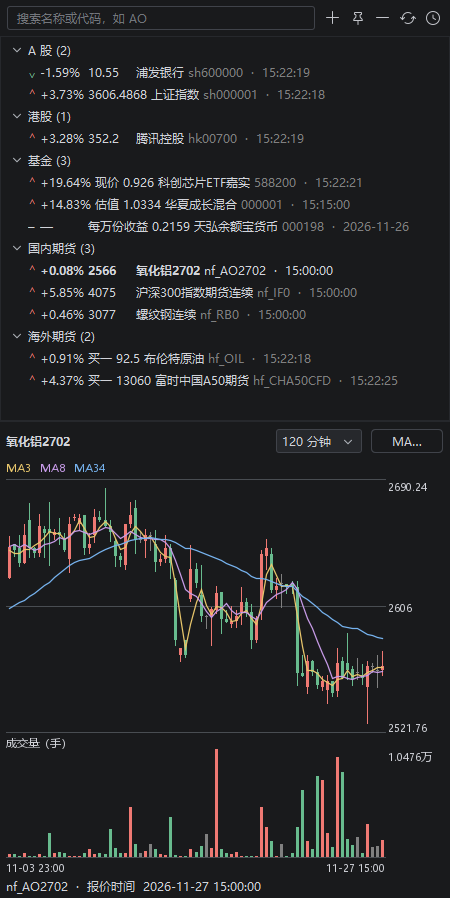 搜索名称或代码，如 AO
A 股 (2)
-1.59% 10.55 浦发银行 sh600000 · 15:22:19
+3.73% 3606.4868 上证指数 sh000001 · 15:22:18
港股 (1)
+3.28% 352.2 腾讯控股 hk00700 · 15:22:19
基金 (3)
+19.64% 现价 0.926 科创芯片ETF嘉实 588200 · 15:22:21
+14.83% 估值 1.0334 华夏成长混合 000001 · 15:15:00
– — 每万份收益 0.2159 天弘余额宝货币 000198 · 2026-11-26
国内期货 (3)
+0.08% 2566 氧化铝2702 nf_AO2702 · 15:00:00
+5.85% 4075 沪深300指数期货连续 nf_IF0 · 15:00:00
+0.46% 3077 螺纹钢连续 nf_RB0 · 15:00:00
海外期货 (2)
+0.91% 买一 92.5 布伦特原油 hf_OIL · 15:22:18
+4.37% 买一 13060 富时中国A50期货 hf_CHA50CFD · 15:22:25
氧化铝2702 120 分钟 MA...
MA3 MA8 MA34
2690.24
2606
2521.76
成交量（手）
1.0476万
11-03 23:00 11-27 15:00
nf_AO2702 · 报价时间 2026-11-27 15:00:00